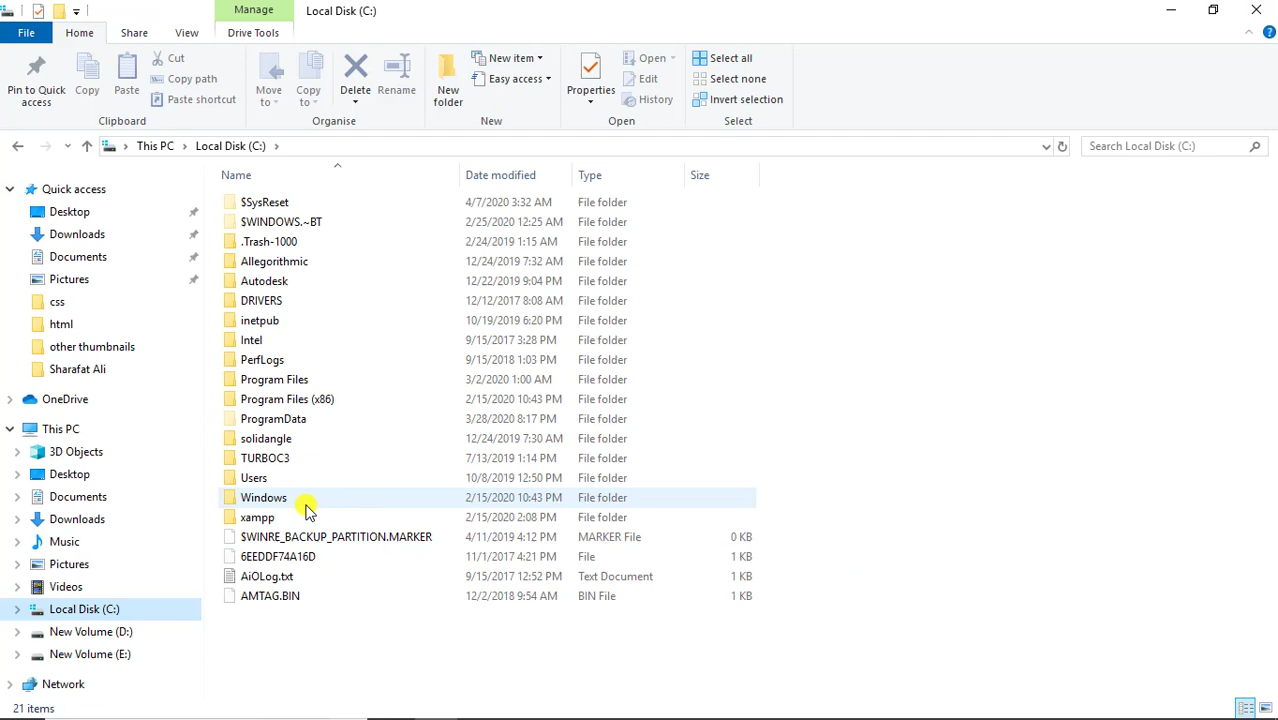 Manage
Local Disk (C:)
File
Home
Share
View
Drive Tools
Pin to Quick access
Copy
Paste
Cut
Copy path
Paste shortcut
Clipboard
Move to
Copy to
Delete
Rename
Organise
New folder
New item
Easy access
New
Properties
Open
Edit
History
Open
Select all
Select none
Invert selection
Select
This PC
Local Disk (C:)
Search Local Disk (C:)
Quick access
Desktop
Downloads
Documents
Pictures
css
html
other thumbnails
Sharafat Ali
OneDrive
This PC
3D Objects
Desktop
Documents
Downloads
Music
Pictures
Videos
Local Disk (C:)
New Volume (D:)
New Volume (E:)
Network
Name Date modified Type Size
$SysReset 4/7/2020 3:32 AM File folder
$WINDOWS.~BT 2/25/2020 12:25 AM File folder
.Trash-1000 2/24/2019 1:15 AM File folder
Allegorithmic 12/24/2019 7:32 AM File folder
Autodesk 12/22/2019 9:04 PM File folder
DRIVERS 12/12/2017 8:08 AM File folder
inetpub 10/19/2019 6:20 PM File folder
Intel 9/15/2017 3:28 PM File folder
PerfLogs 9/15/2018 1:03 PM File folder
Program Files 3/2/2020 1:00 AM File folder
Program Files (x86) 2/15/2020 10:43 PM File folder
ProgramData 3/28/2020 8:17 PM File folder
solidangle 12/24/2019 7:30 AM File folder
TURBOC3 7/13/2019 1:14 PM File folder
Users 10/8/2019 12:50 PM File folder
Windows 2/15/2020 10:43 PM File folder
xampp 2/15/2020 2:08 PM File folder
$WINRE_BACKUP_PARTITION.MARKER 4/11/2019 4:12 PM MARKER File 0 KB
6EEDDF74A16D 11/1/2017 4:21 PM File 1 KB
AiOLog.txt 9/15/2017 12:52 PM Text Document 1 KB
AMTAG.BIN 12/2/2018 9:54 AM BIN File 1 KB
21 items